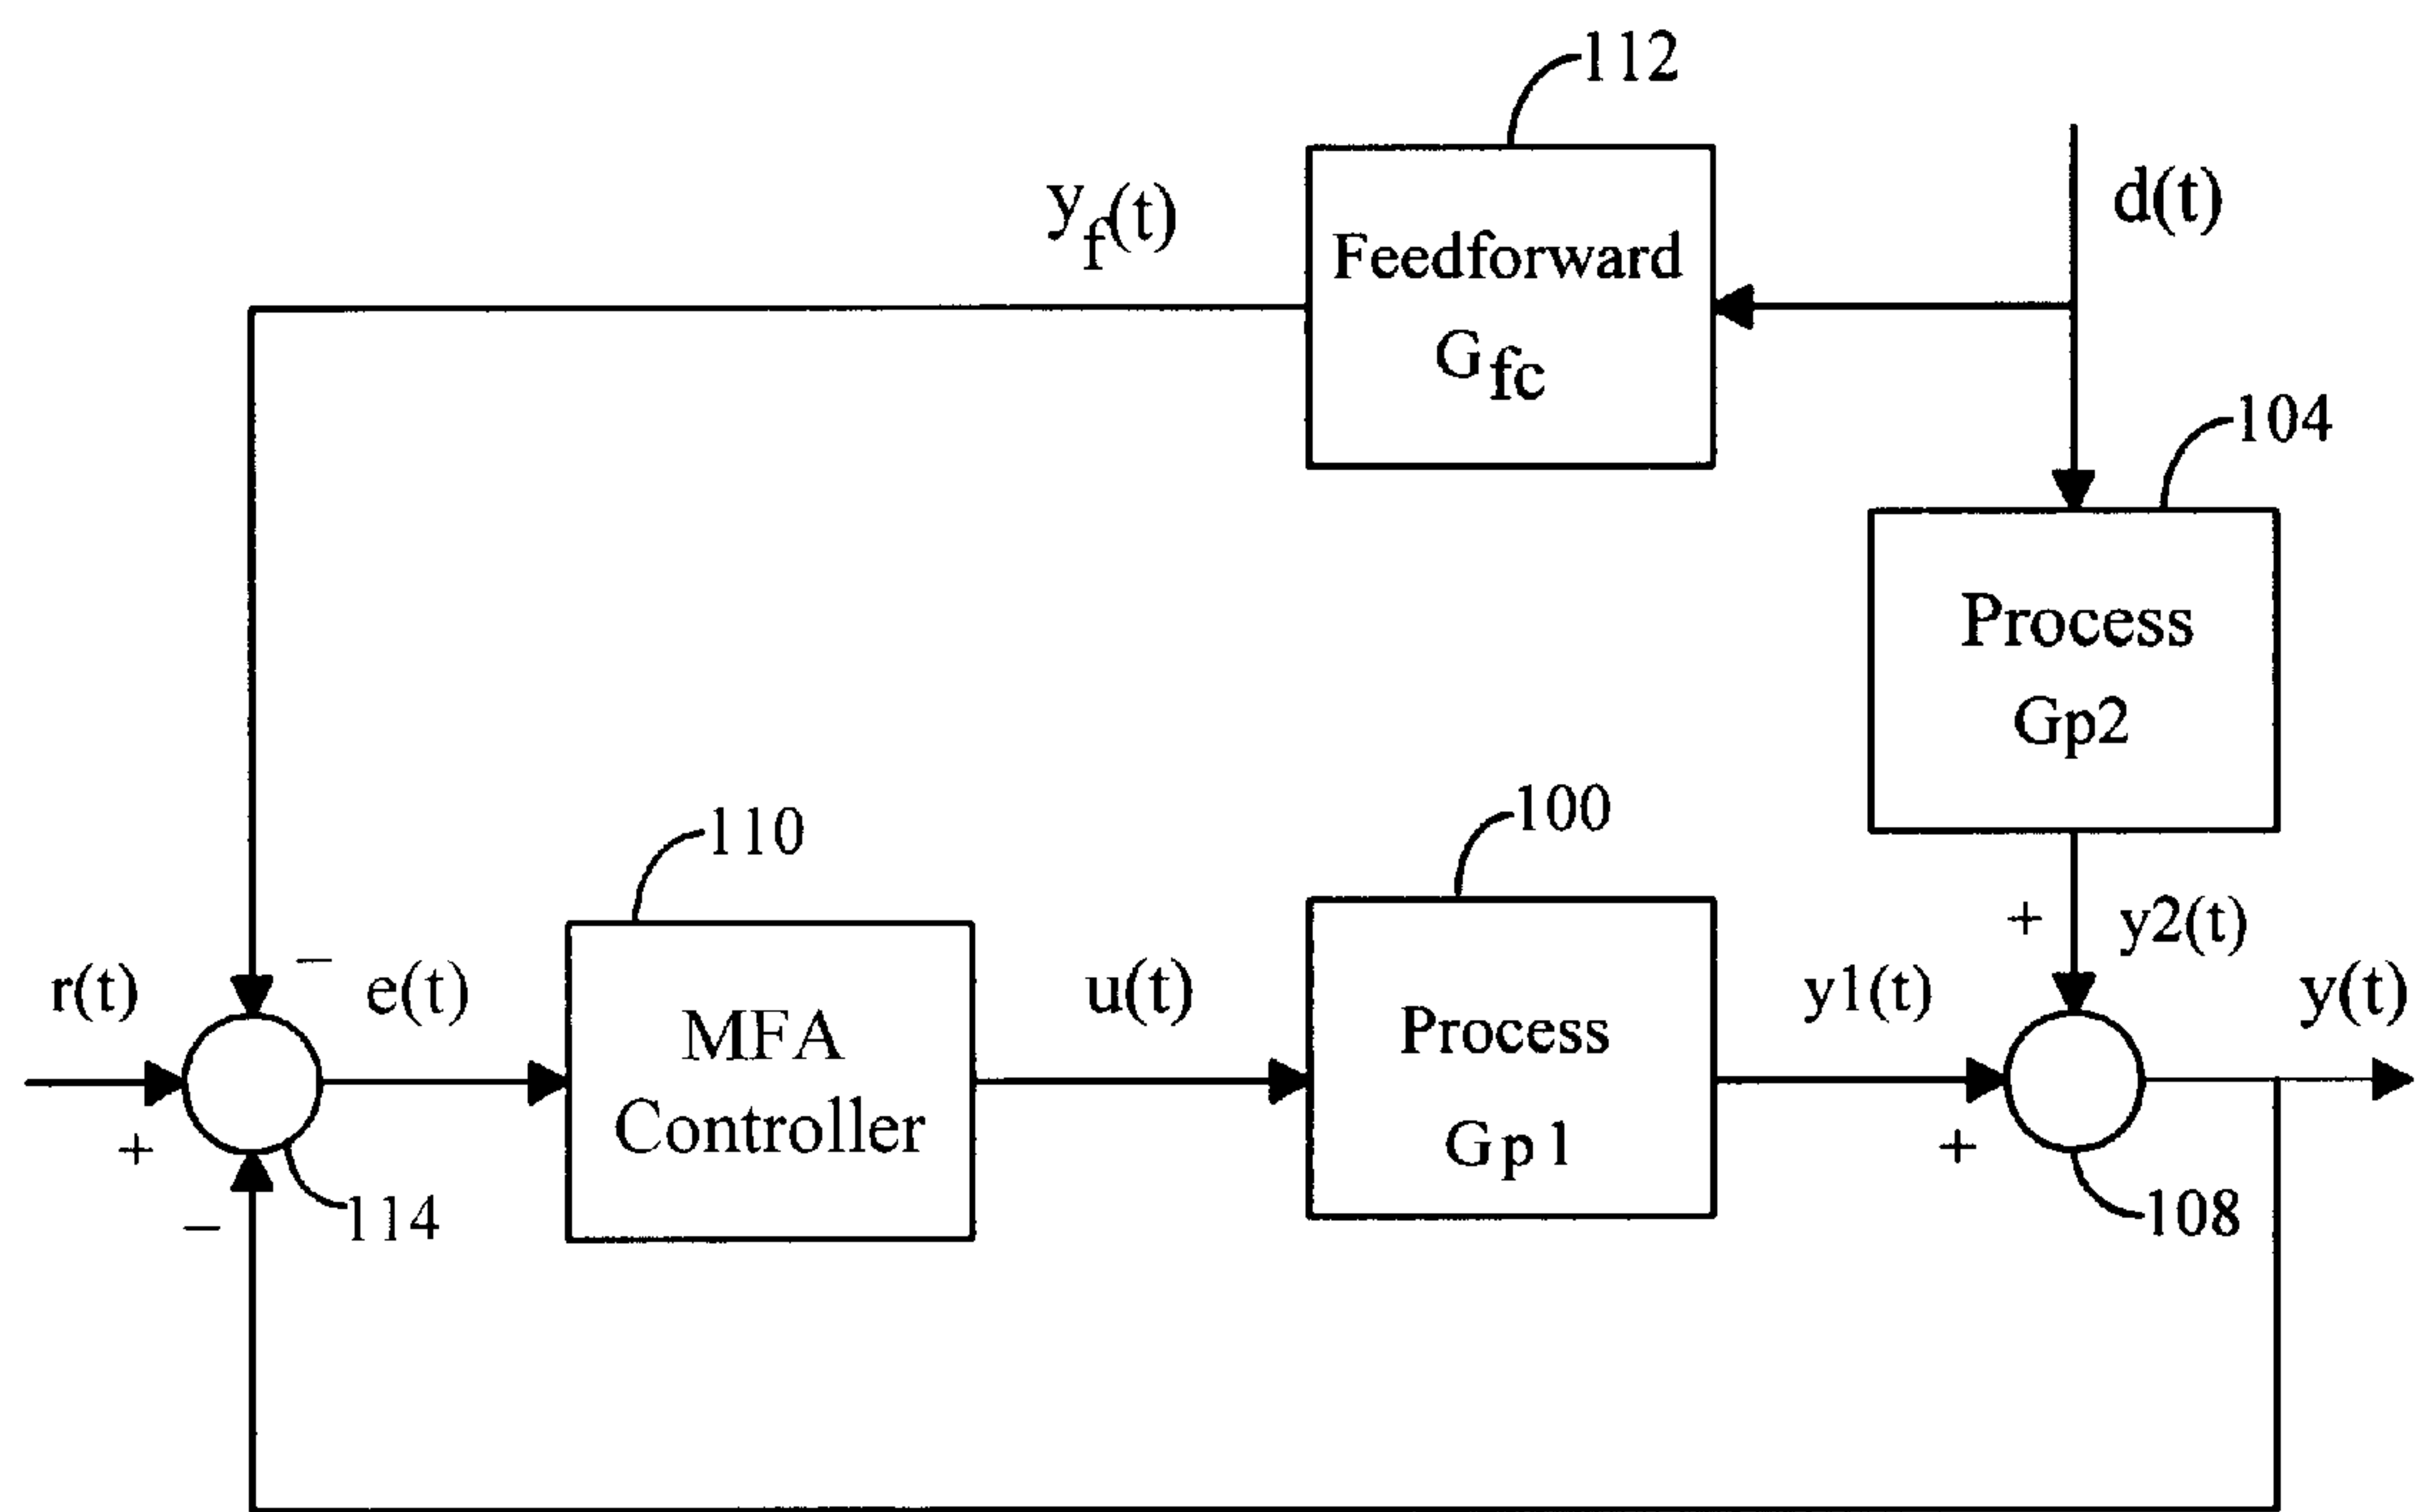 112
d(t)
yf(t)
Feedforward
Gfc
104
Process
Gp2
110
100
+
y2(t)
r(t)
−
e(t)
MFA
Controller
u(t)
Process
Gp1
y1(t)
y(t)
+
+
−
114
108